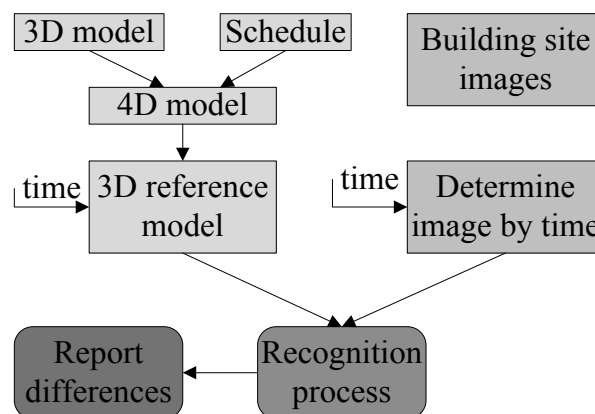 3D model
Schedule
Building site
images
4D model
time
3D reference
model
time
Determine
image by time
Report
differences
Recognition
process